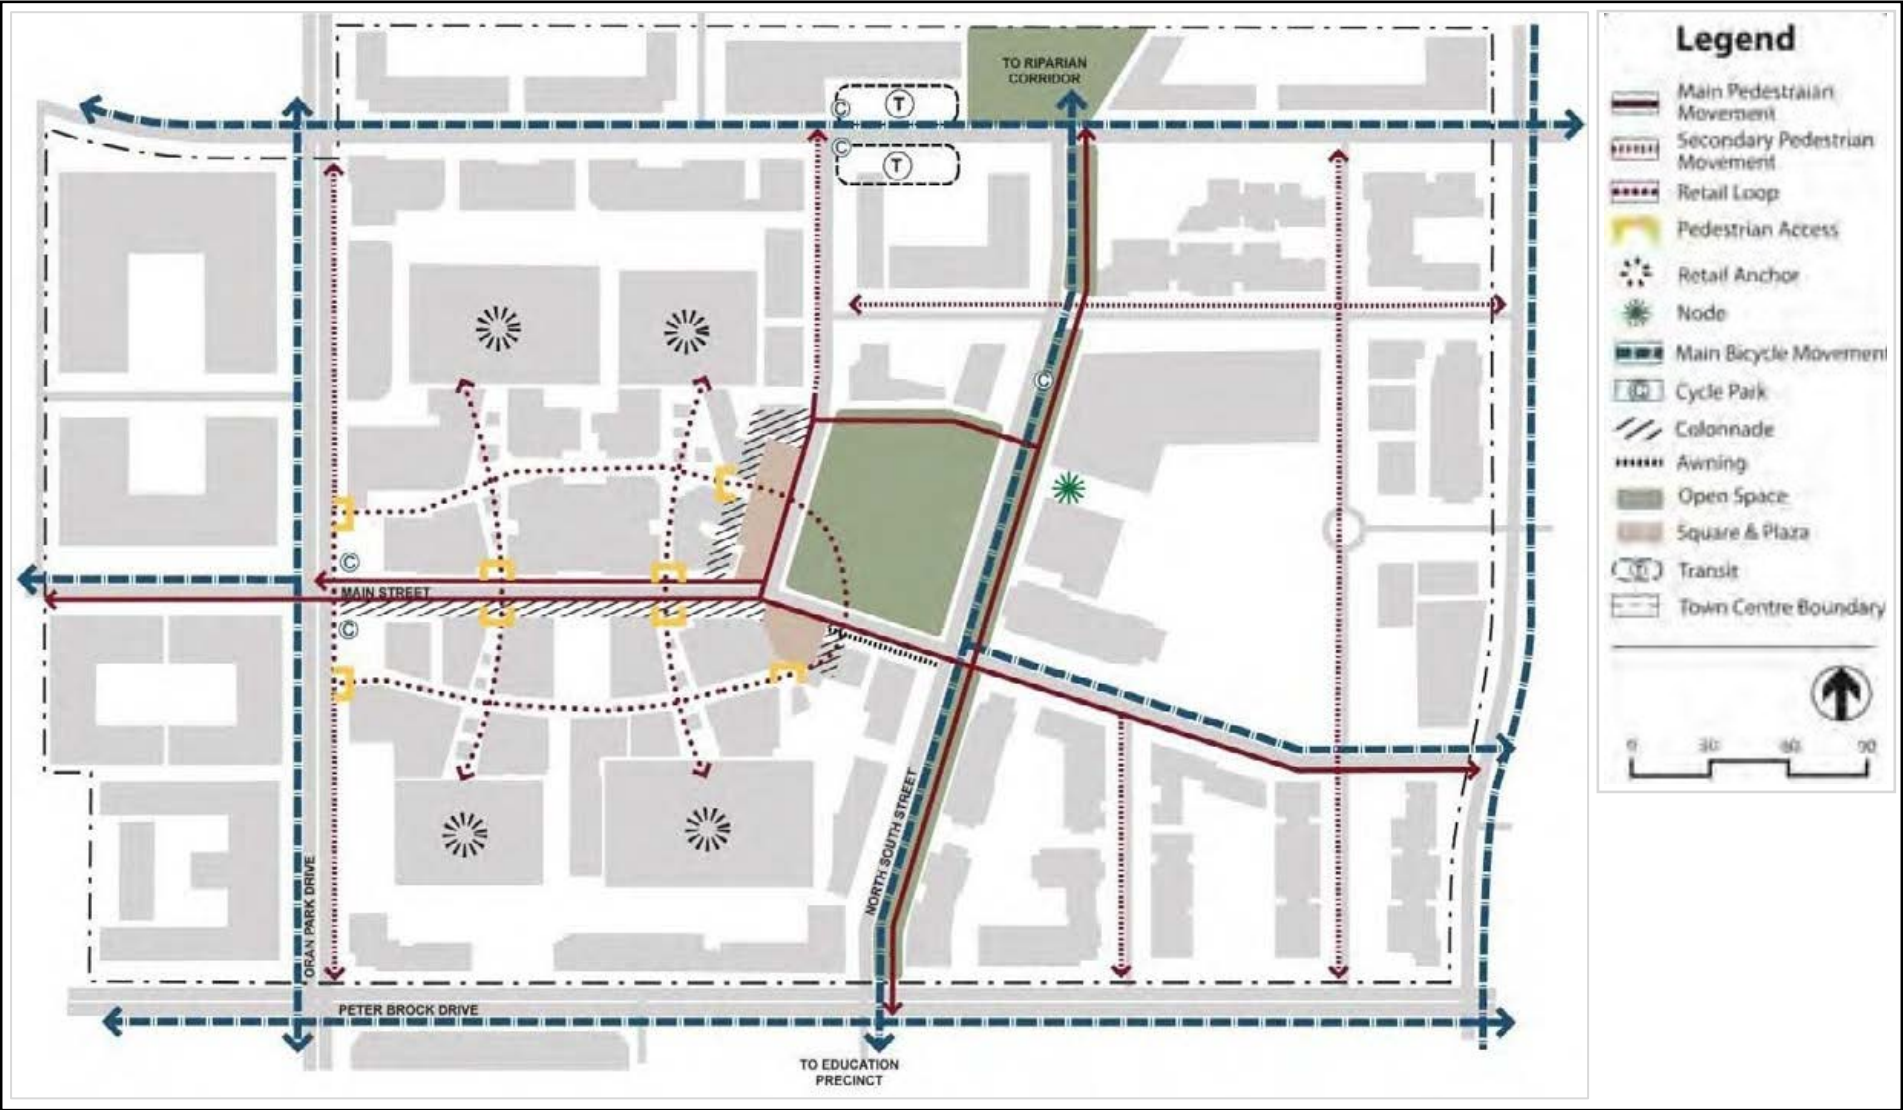 TO RIPARIAN
CORRIDOR
C
T
C
T
C
C
MAIN STREET
C
NORTH SOUTH STREET
ORAN PARK DRIVE
PETER BROCK DRIVE
TO EDUCATION
PRECINCT
Legend
Main Pedestraian
Movement
Secondary Pedestrian
Movement
Retail Loop
Pedestrian Access
Retail Anchor
Node
Main Bicycle Movement
C Cycle Park
Colonnade
Awning
Open Space
Square & Plaza
T Transit
Town Centre Boundary
0 30 60 90